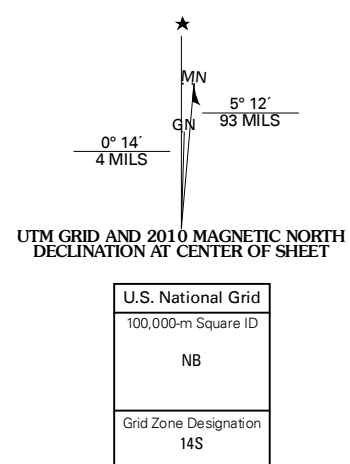 ★
MN
GN
0° 14´
4 MILS
5° 12´
93 MILS
UTM GRID AND 2010 MAGNETIC NORTH
DECLINATION AT CENTER OF SHEET
U.S. National Grid
100,000-m Square ID
NB
Grid Zone Designation
14S